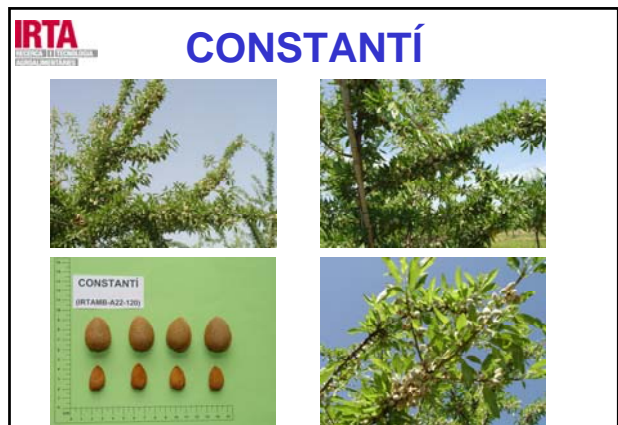 IRTA
RECERCA I TECNOLOGIA
AGROALIMENTÀRIES
CONSTANTÍ
CONSTANTÍ
(IRTAMB-A22-120)